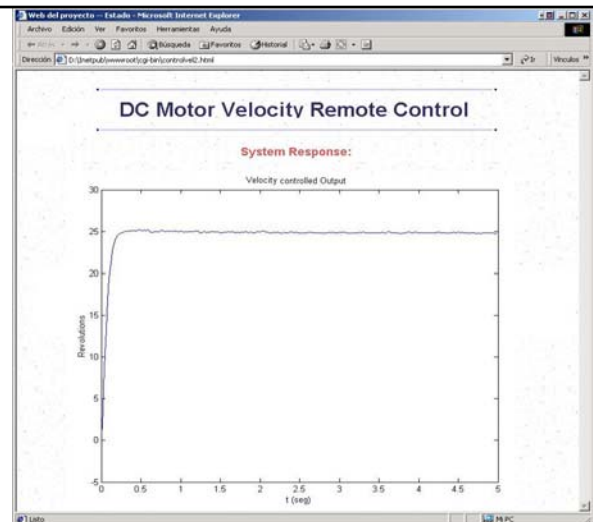 Web del proyecto -- Estado - Microsoft Internet Explorer
Archivo Edición Ver Favoritos Herramientas Ayuda
Búsqueda Favoritos Historial
Dirección D:\Inetpub\wwwroot\cgi-bin\controlvel2.html Ir Vínculos »
DC Motor Velocity Remote Control
System Response:
Velocity controlled Output
30
25
20
15
10
5
0
-5
Revolutions
0 0.5 1 1.5 2 2.5 3 3.5 4 4.5 5
t (seg)
Listo Mi PC